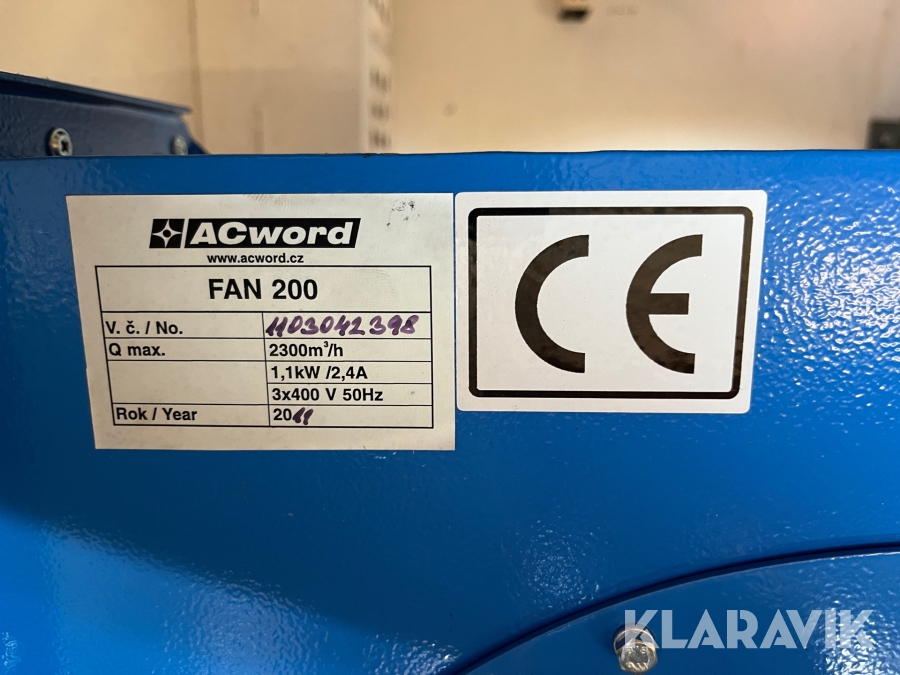 ACword
www.acword.cz
FAN 200
V. č. / No. 1103042398
Q max. 2300m³/h
1,1kW /2,4A
3x400 V 50Hz
Rok / Year 2011
CE
KLARAVIK